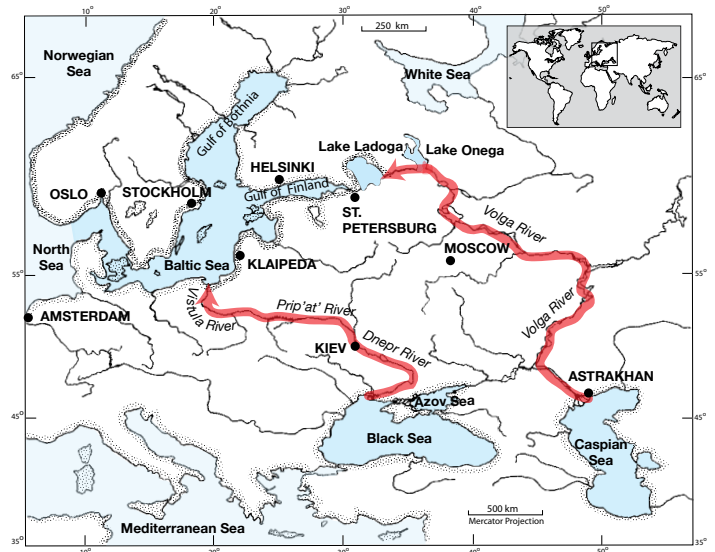 10°
20°
30°
40°
50°
250 km
Norwegian
Sea
65°
65°
White Sea
Gulf of Bothnia
Lake Ladoga
Lake Onega
HELSINKI
OSLO
STOCKHOLM
Gulf of Finland
ST.
PETERSBURG
Volga River
MOSCOW
North
Sea
55°
55°
Baltic Sea
KLAIPEDA
Vistula River
Prip'at' River
Volga River
AMSTERDAM
KIEV
Dnepr River
ASTRAKHAN
45°
45°
Azov Sea
Black Sea
Caspian
Sea
500 km
Mercator Projection
Mediterranean Sea
35°
35°
10°
20°
30°
40°
50°